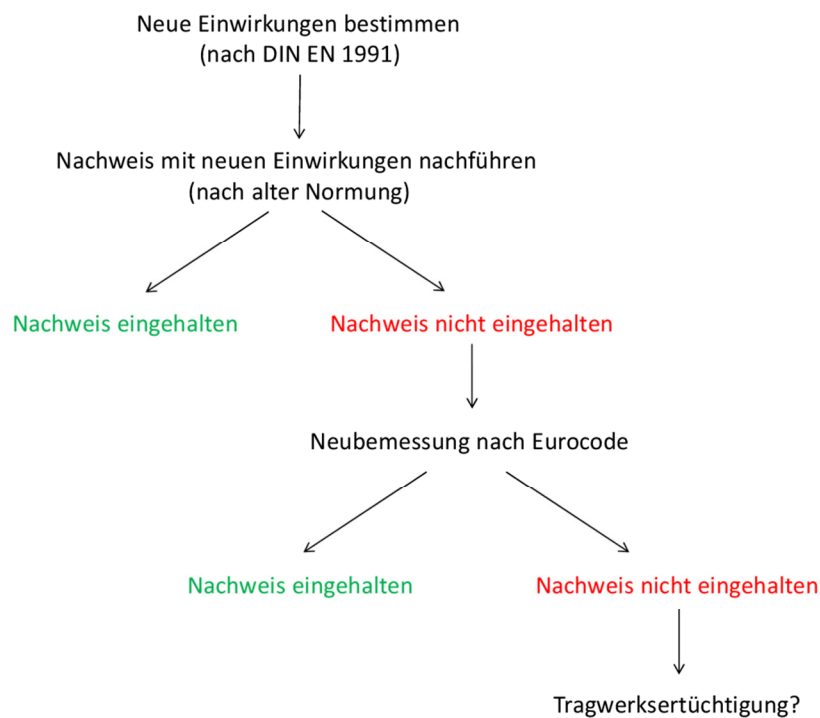 Neue Einwirkungen bestimmen
(nach DIN EN 1991)
Nachweis mit neuen Einwirkungen nachführen
(nach alter Normung)
Nachweis eingehalten
Nachweis nicht eingehalten
Neubemessung nach Eurocode
Nachweis eingehalten
Nachweis nicht eingehalten
Tragwerksertüchtigung?